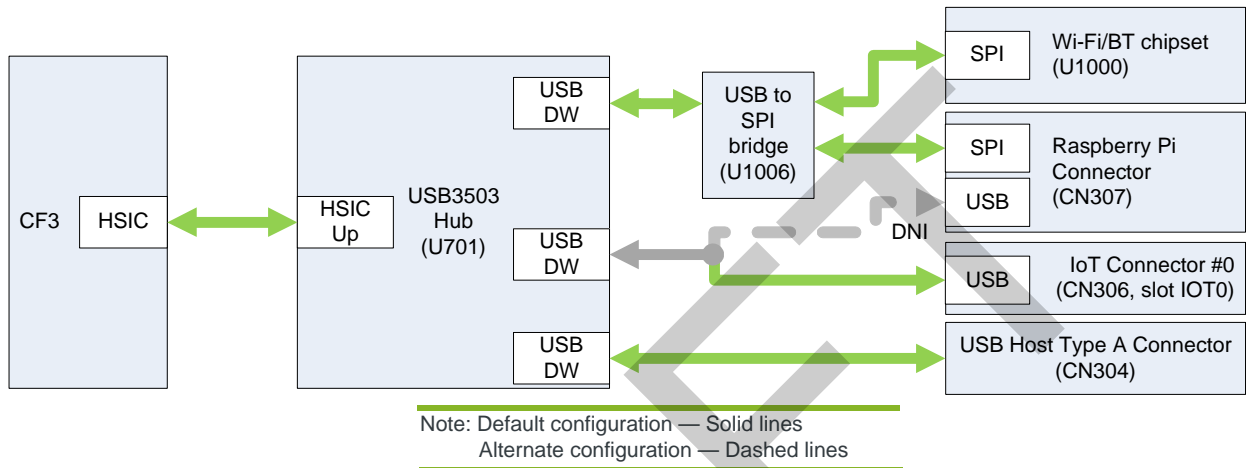 CF3
HSIC
HSIC
Up
USB3503
Hub
(U701)
USB
DW
USB
DW
USB
DW
USB to
SPI
bridge
(U1006)
SPI
Wi-Fi/BT chipset
(U1000)
SPI
USB
Raspberry Pi
Connector
(CN307)
DNI
USB
IoT Connector #0
(CN306, slot IOT0)
USB Host Type A Connector
(CN304)
Note: Default configuration — Solid lines
Alternate configuration — Dashed lines